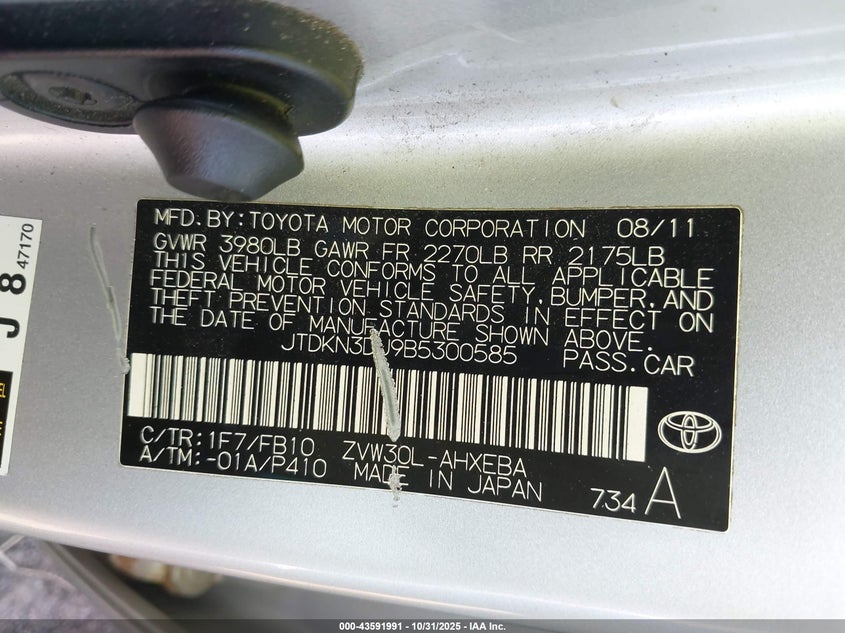 MFD. BY: TOYOTA MOTOR CORPORATION 08/11
GVWR 3980LB GAWR FR 2270LB RR 2175LB
THIS VEHICLE CONFORMS TO ALL APPLICABLE
FEDERAL MOTOR VEHICLE SAFETY, BUMPER, AND
THEFT PREVENTION STANDARDS IN EFFECT ON
THE DATE OF MANUFACTURE SHOWN ABOVE.
PASS. CAR
C/TR: 1F7/FB10 ZVW30L-AHXEBA
A/TM: -01A/P410 MADE IN JAPAN
734 A
J 8
47170
000-43591991 - 10/31/2025 - IAA Inc.